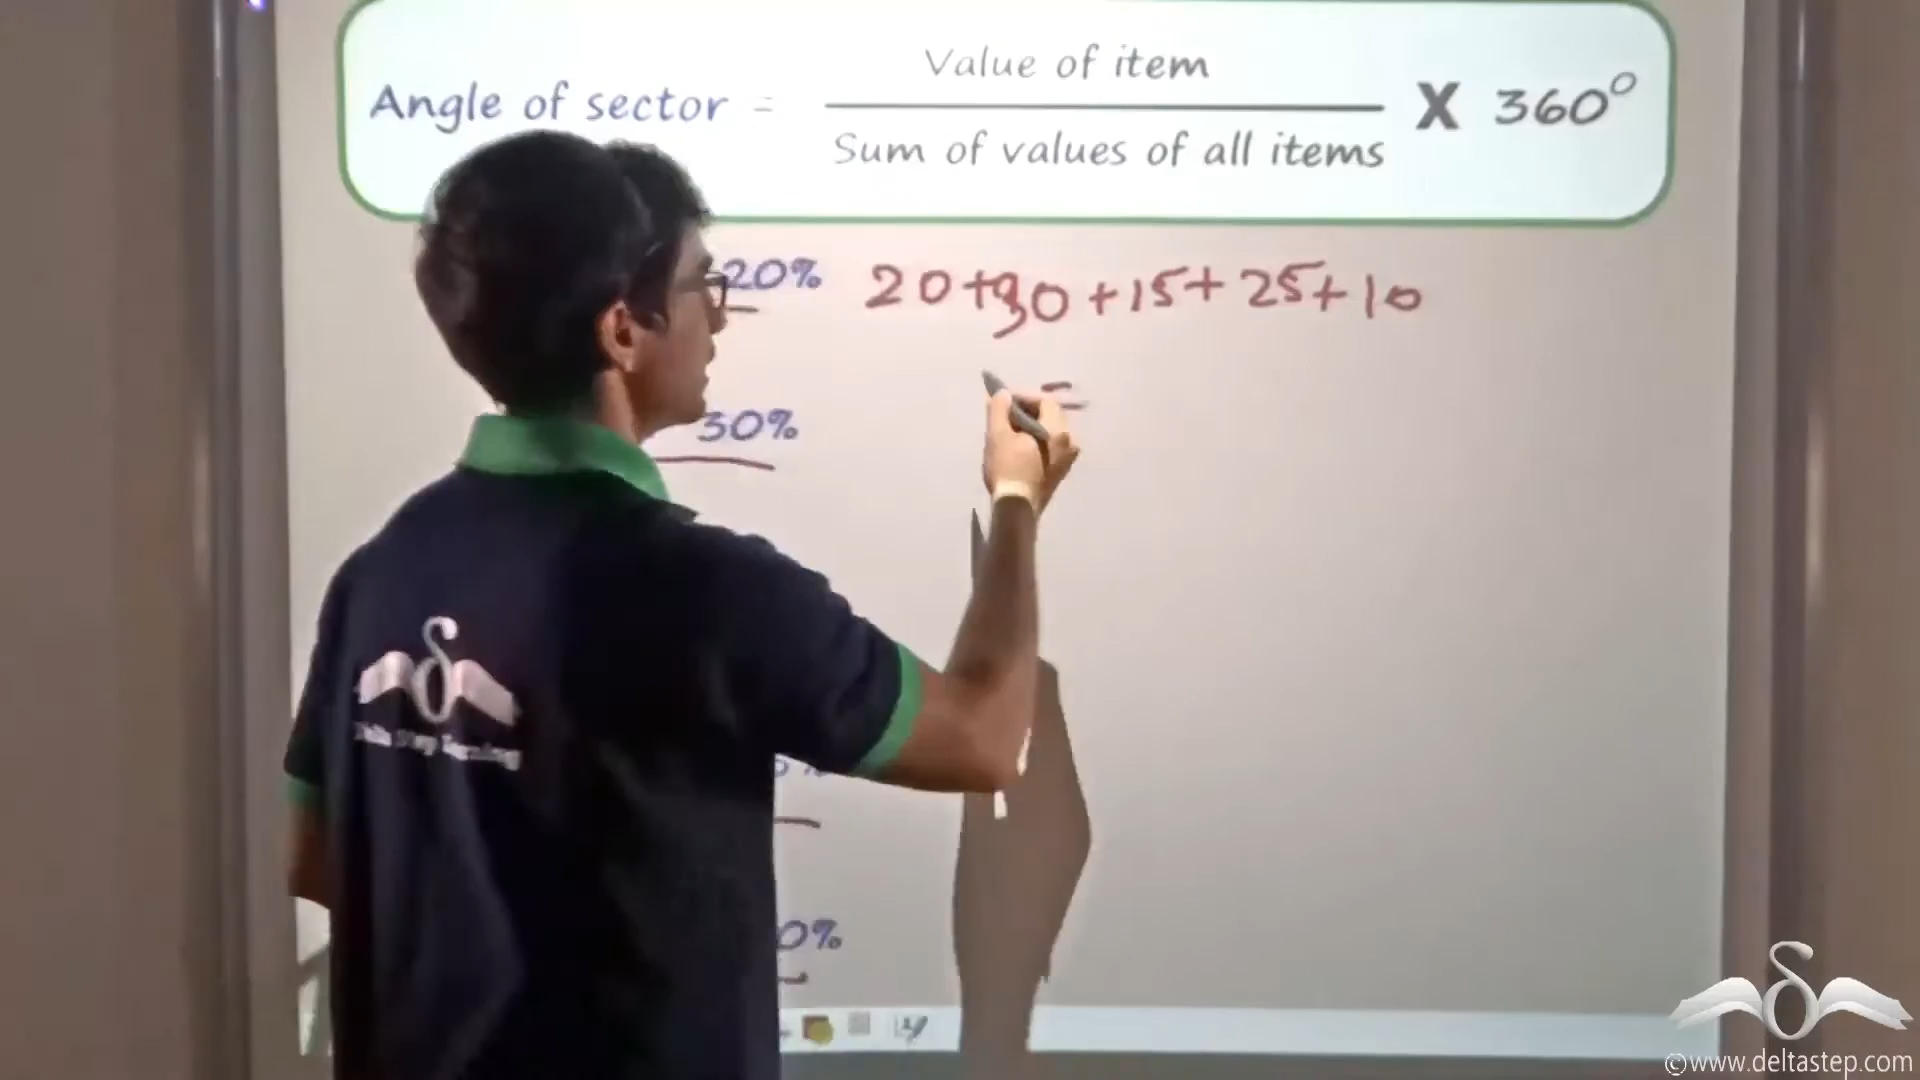 Value of item
Angle of sector = ———— X 360°
Sum of values of all items
20% 20+30+15+25+10
=
30%
0%
©www.deltastep.com